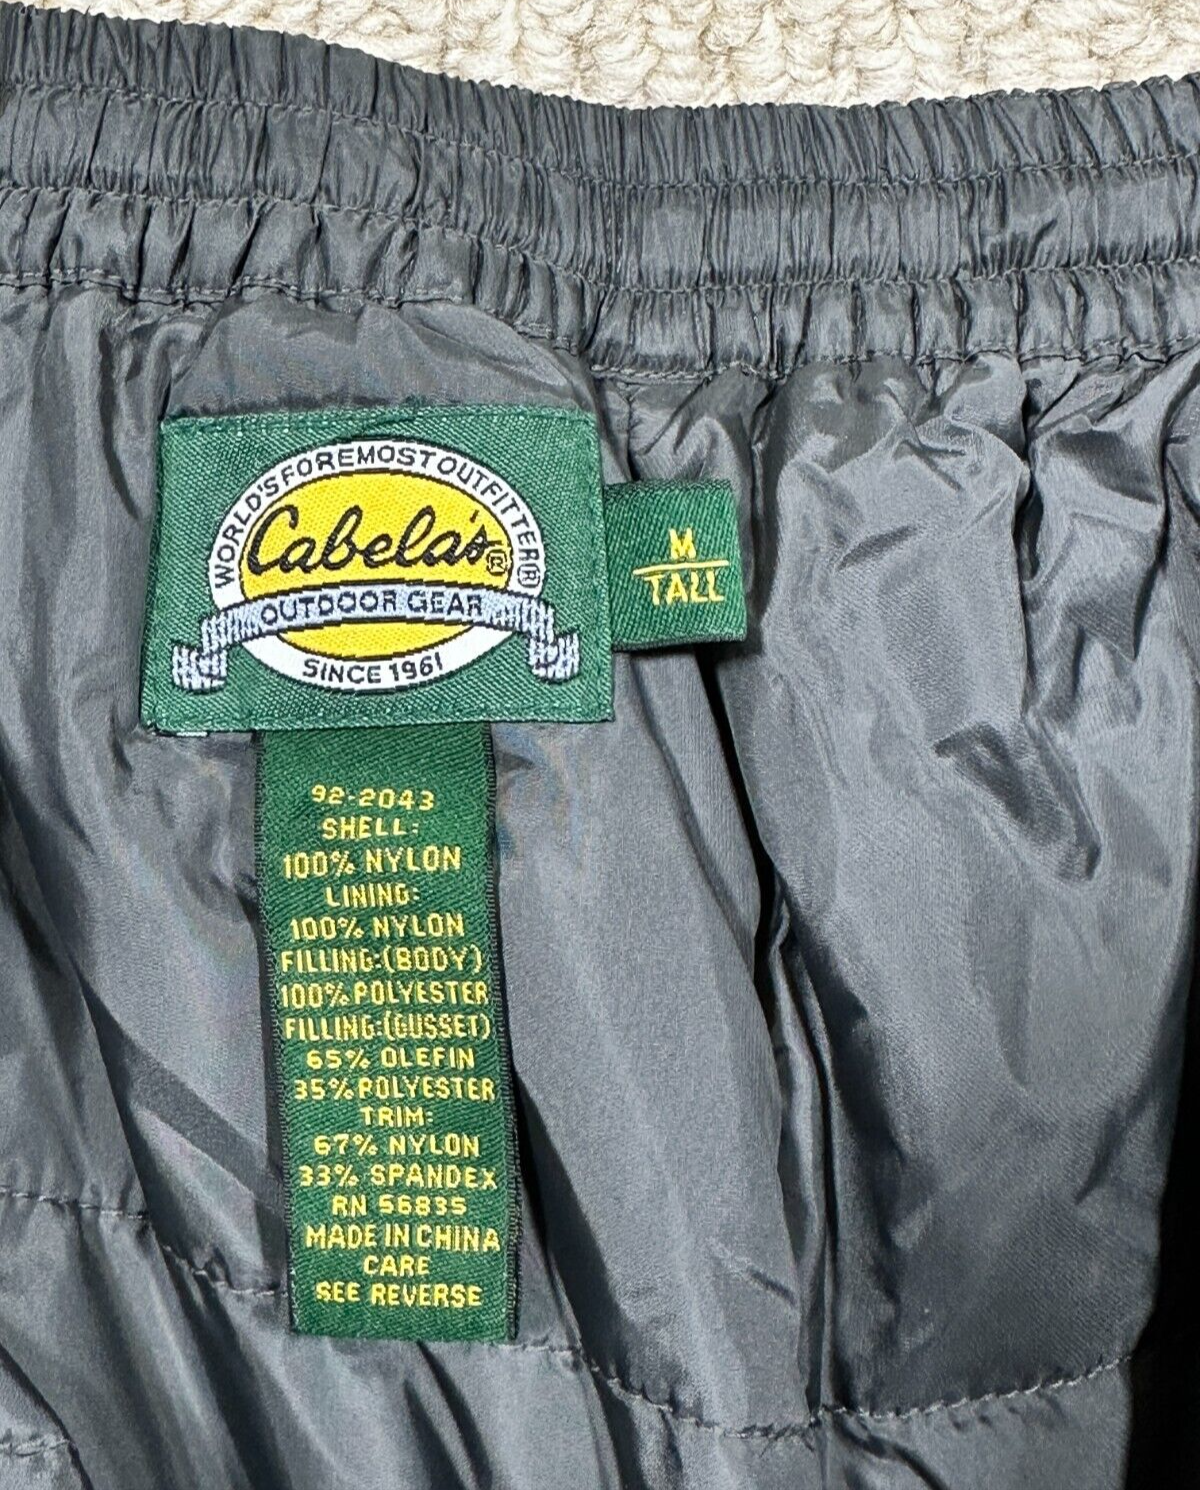 WORLD'S FOREMOST OUTFITTER®
Cabela's®
OUTDOOR GEAR
SINCE 1961
M
TALL
92-2043
SHELL:
100% NYLON
LINING:
100% NYLON
FILLING:(BODY)
100% POLYESTER
FILLING:(GUSSET)
65% OLEFIN
35% POLYESTER
TRIM:
67% NYLON
33% SPANDEX
RN 56835
MADE IN CHINA
CARE
SEE REVERSE